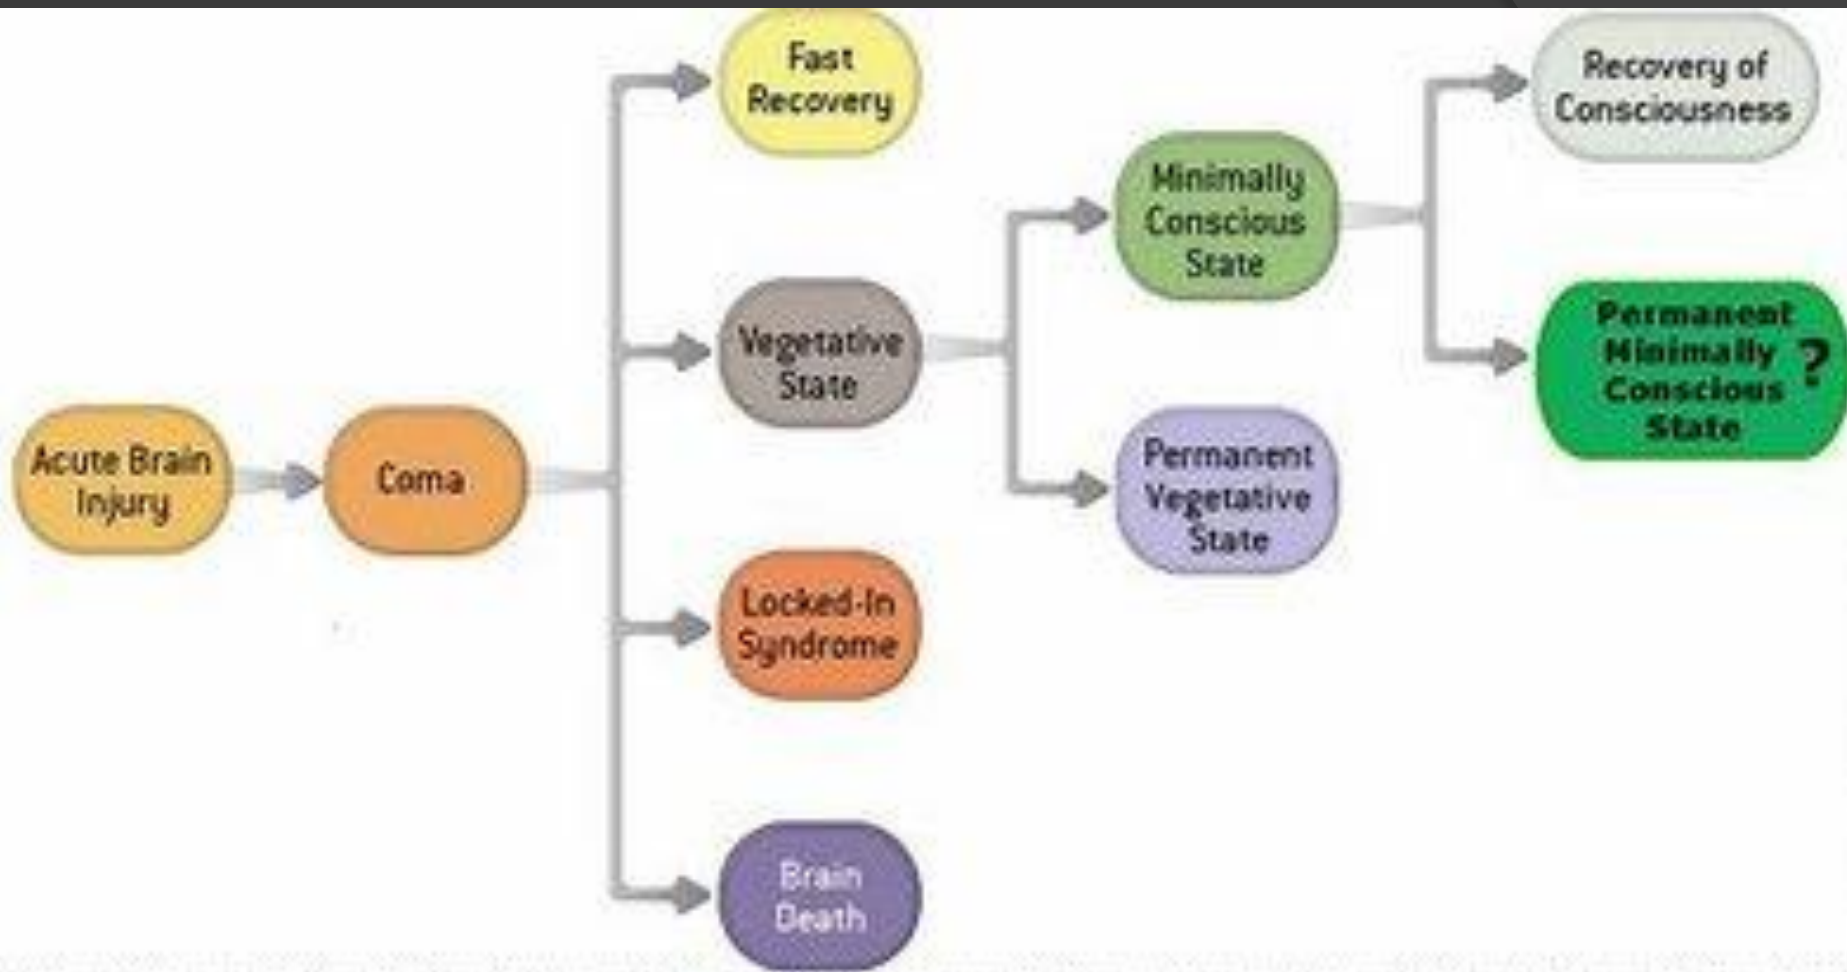 Fast
Recovery
Recovery of
Consciousness
Minimally
Conscious
State
Vegetative
State
Permanent
Minimally
Conscious
State
?
Acute Brain
Injury
Coma
Permanent
Vegetative
State
Locked-In
Syndrome
Brain
Death